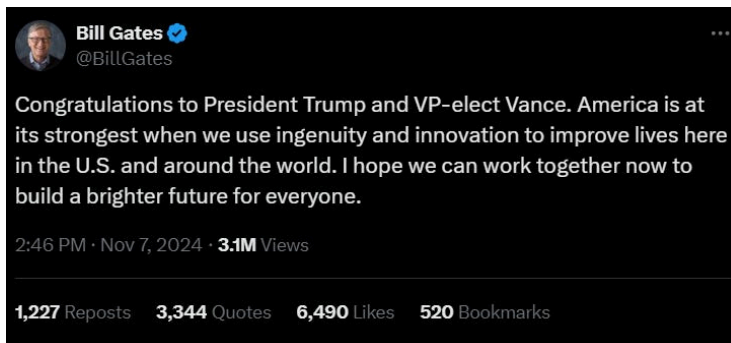 Bill Gates
@BillGates
Congratulations to President Trump and VP-elect Vance. America is at
its strongest when we use ingenuity and innovation to improve lives here
in the U.S. and around the world. I hope we can work together now to
build a brighter future for everyone.
2:46 PM · Nov 7, 2024 · 3.1M Views
1,227 Reposts 3,344 Quotes 6,490 Likes 520 Bookmarks